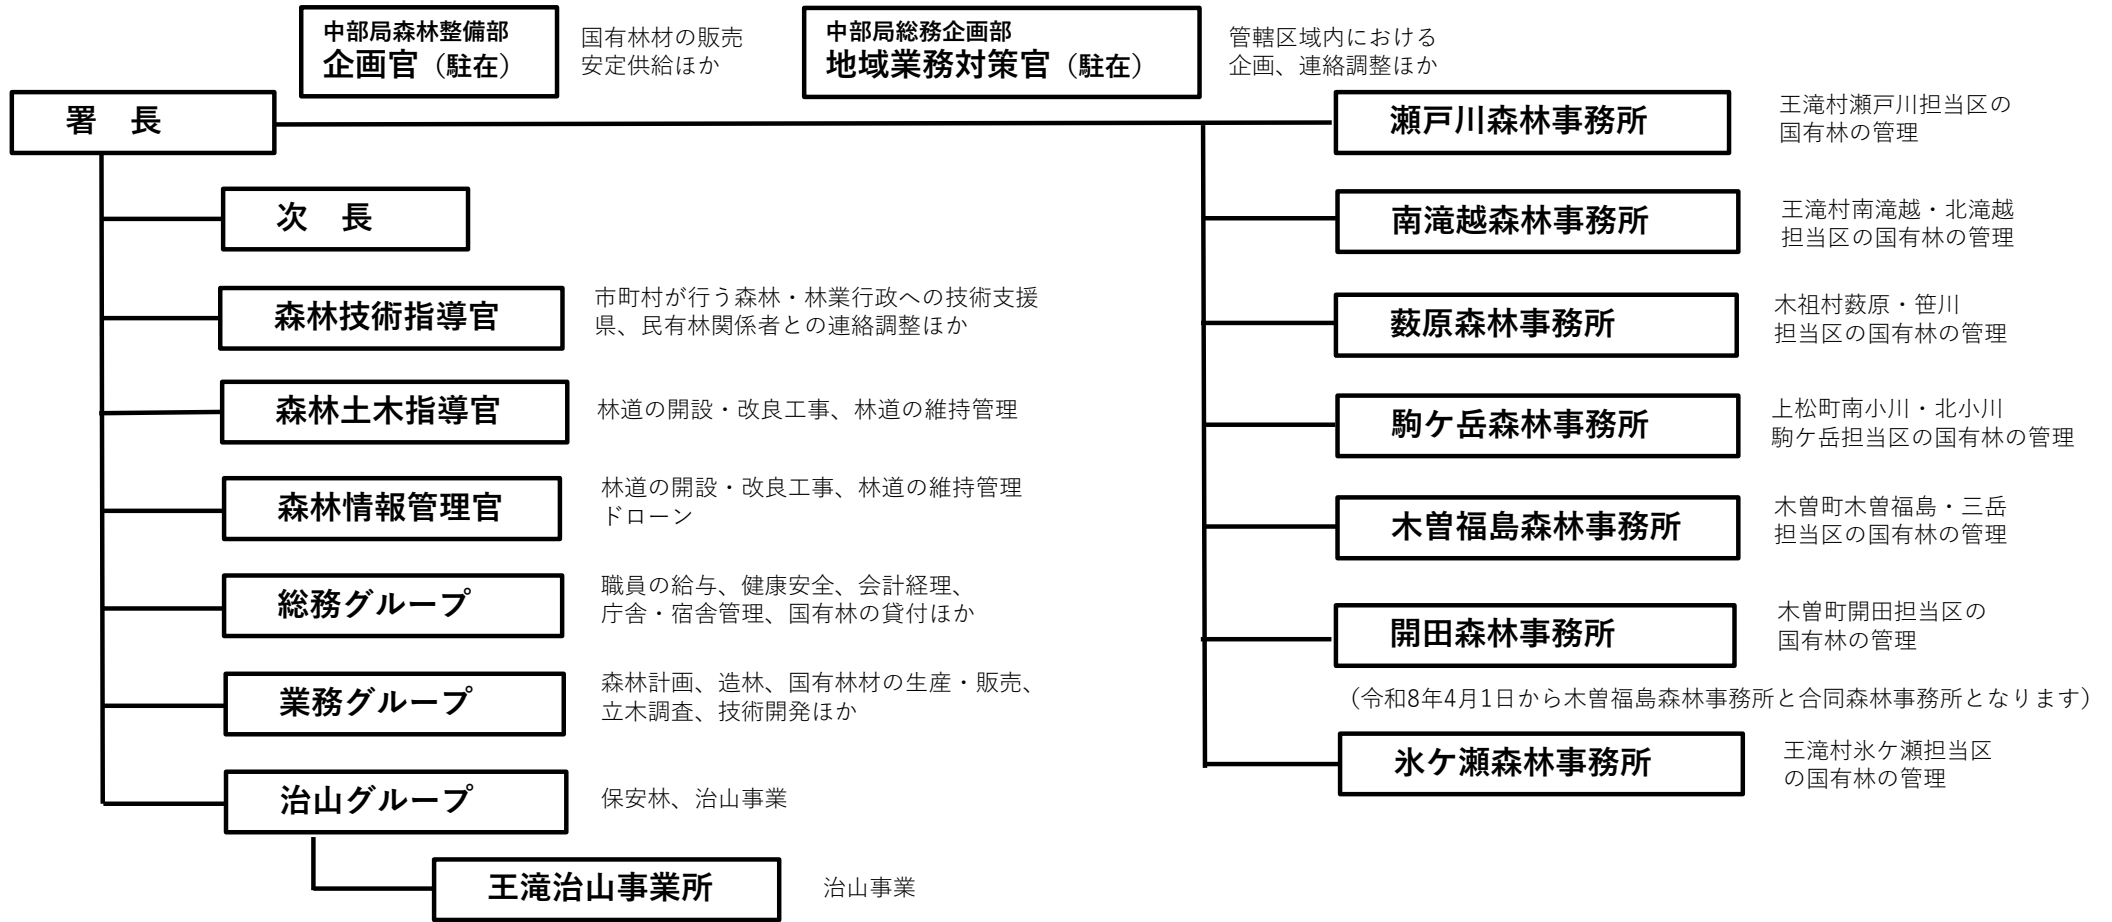 中部局森林整備部
企画官（駐在）
国有林材の販売
安定供給ほか
中部局総務企画部
地域業務対策官（駐在）
管轄区域内における
企画、連絡調整ほか
署　長
次　長
森林技術指導官
市町村が行う森林・林業行政への技術支援
県、民有林関係者との連絡調整ほか
森林土木指導官
林道の開設・改良工事、林道の維持管理
森林情報管理官
林道の開設・改良工事、林道の維持管理
ドローン
総務グループ
職員の給与、健康安全、会計経理、
庁舎・宿舎管理、国有林の貸付ほか
業務グループ
森林計画、造林、国有林材の生産・販売、
立木調査、技術開発ほか
治山グループ
保安林、治山事業
王滝治山事業所
治山事業
瀬戸川森林事務所
王滝村瀬戸川担当区の
国有林の管理
南滝越森林事務所
王滝村南滝越・北滝越
担当区の国有林の管理
薮原森林事務所
木祖村薮原・笹川
担当区の国有林の管理
駒ケ岳森林事務所
上松町南小川・北小川
駒ケ岳担当区の国有林の管理
木曽福島森林事務所
木曽町木曽福島・三岳
担当区の国有林の管理
開田森林事務所
木曽町開田担当区の
国有林の管理
（令和8年4月1日から木曽福島森林事務所と合同森林事務所となります）
氷ケ瀬森林事務所
王滝村氷ケ瀬担当区
の国有林の管理